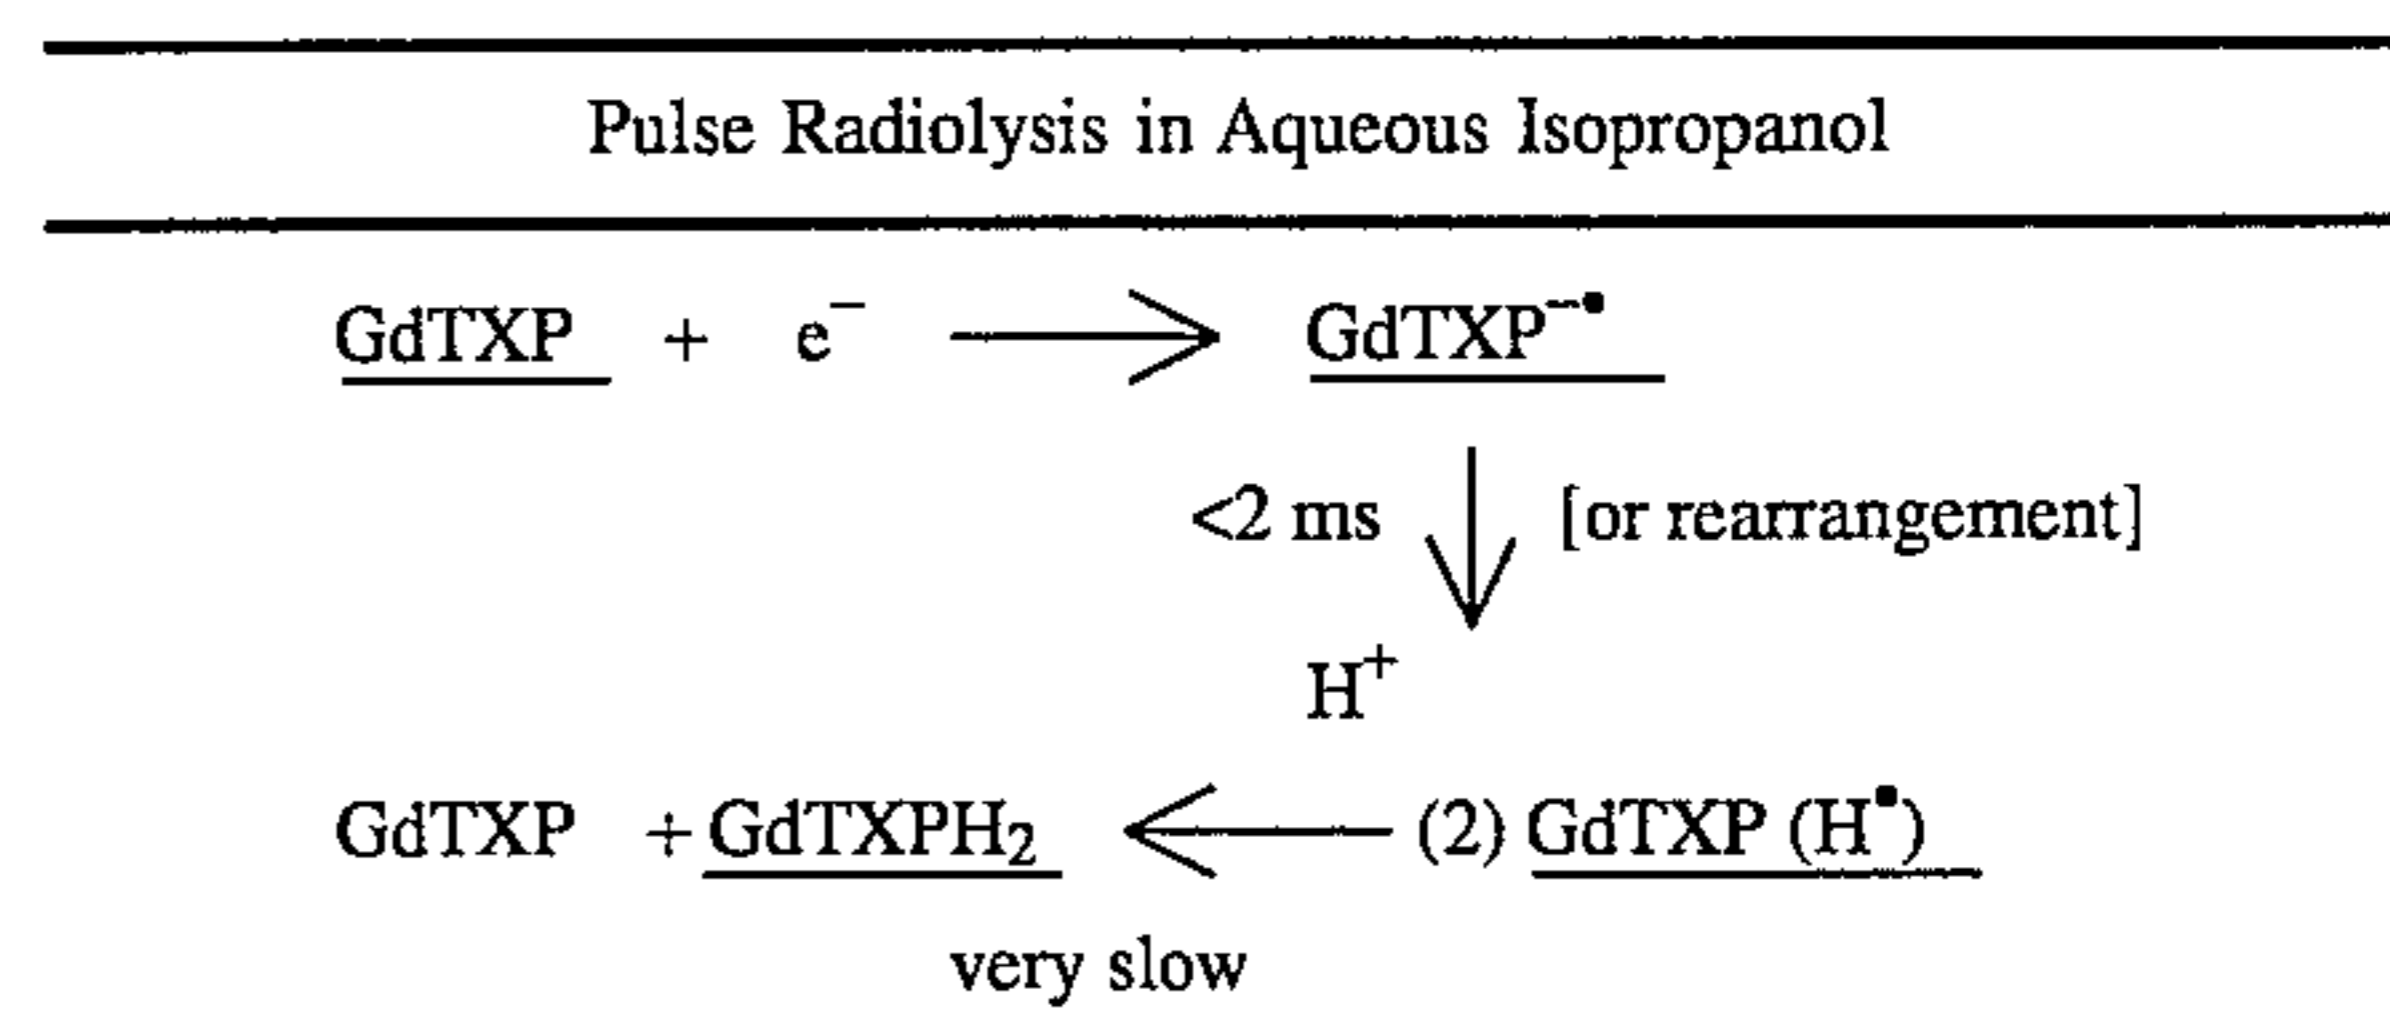 Pulse Radiolysis in Aqueous Isopropanol
GdTXP + e⁻ ⟶ GdTXP⁻•
<2 ms [or rearrangement]
H⁺
GdTXP + GdTXPH₂ ⟵ (2) GdTXP (H•)
very slow